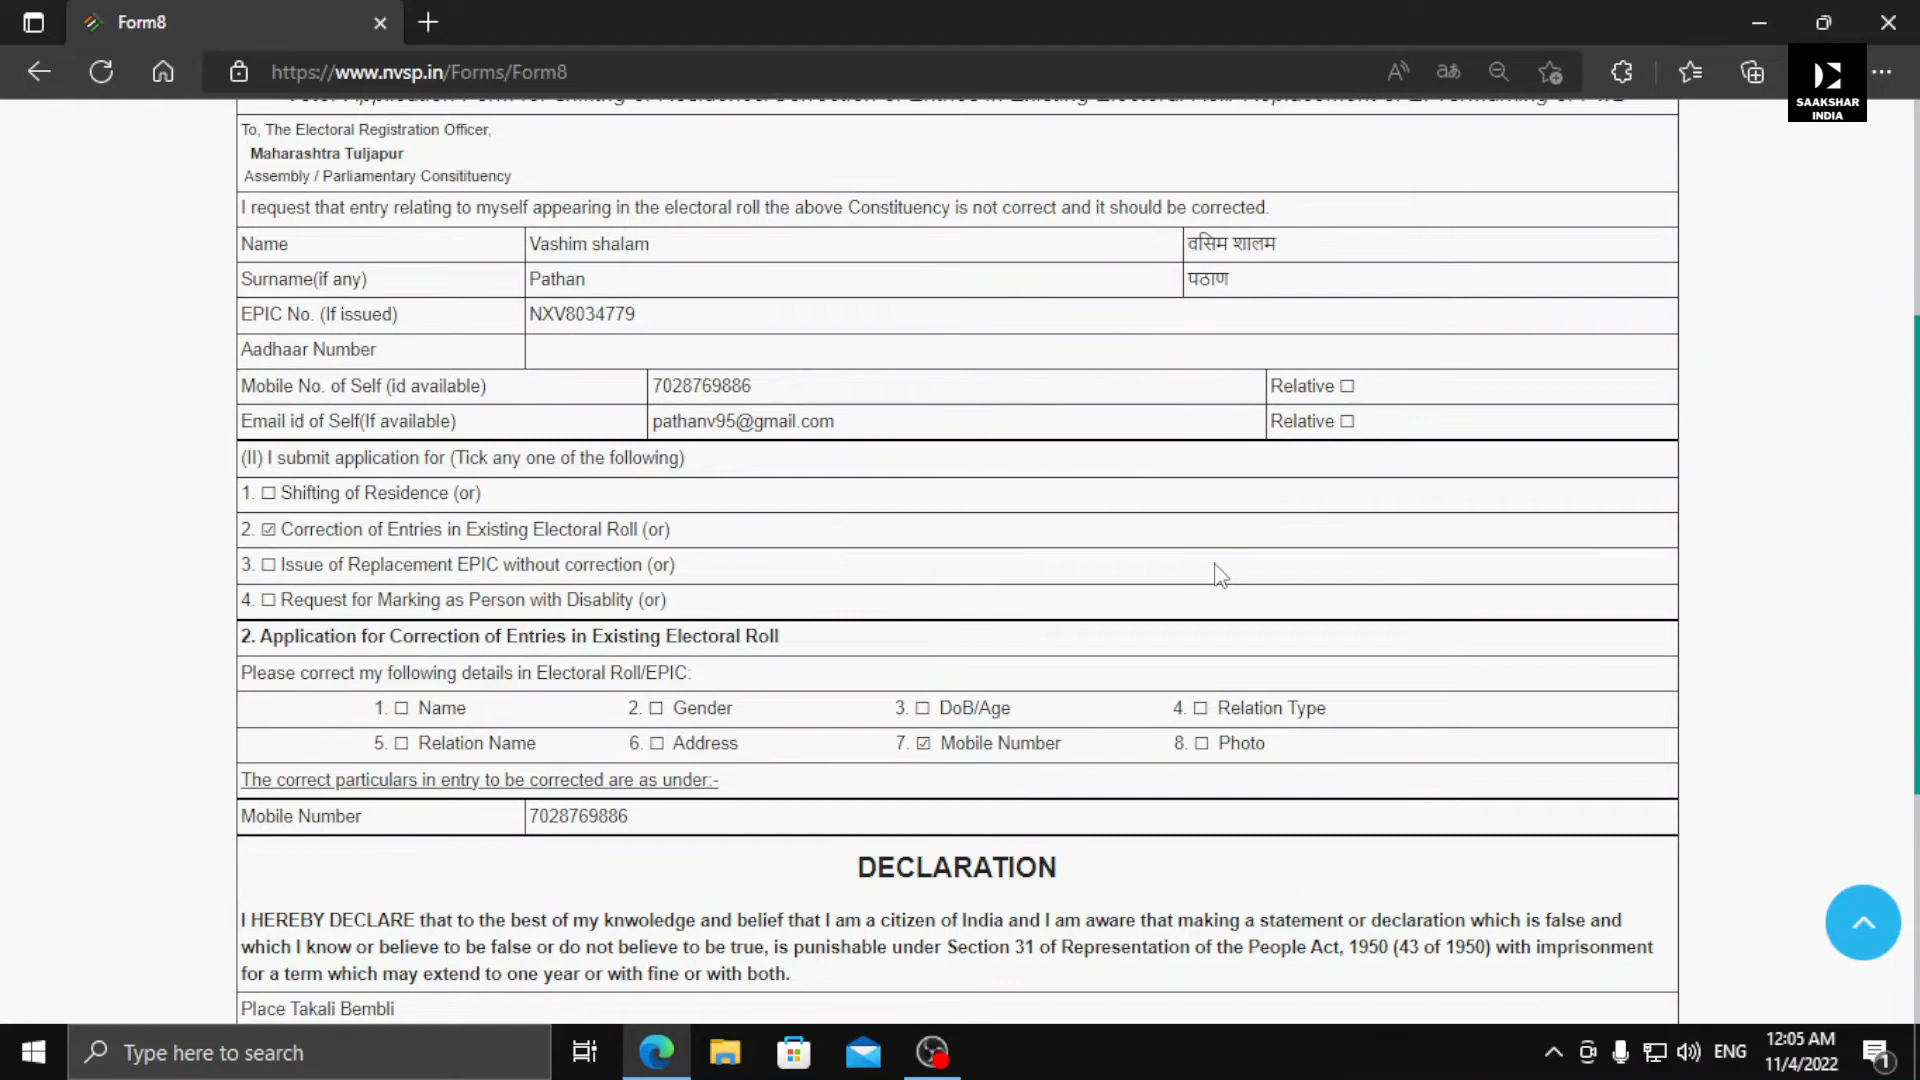 Form8
https://www.nvsp.in/Forms/Form8
SAAKSHAR
INDIA
To, The Electoral Registration Officer,
Maharashtra Tuljapur
Assembly / Parliamentary Consitituency
I request that entry relating to myself appearing in the electoral roll the above Constituency is not correct and it should be corrected.
Name Vashim shalam वसिम शालम
Surname(if any) Pathan पठाण
EPIC No. (If issued) NXV8034779
Aadhaar Number
Mobile No. of Self (id available) 7028769886 Relative ☐
Email id of Self(If available) pathanv95@gmail.com Relative ☐
(II) I submit application for (Tick any one of the following)
1. ☐ Shifting of Residence (or)
2. ☑ Correction of Entries in Existing Electoral Roll (or)
3. ☐ Issue of Replacement EPIC without correction (or)
4. ☐ Request for Marking as Person with Disablity (or)
2. Application for Correction of Entries in Existing Electoral Roll
Please correct my following details in Electoral Roll/EPIC:
1. ☐ Name 2. ☐ Gender 3. ☐ DoB/Age 4. ☐ Relation Type
5. ☐ Relation Name 6. ☐ Address 7. ☑ Mobile Number 8. ☐ Photo
The correct particulars in entry to be corrected are as under:-
Mobile Number 7028769886
DECLARATION
I HEREBY DECLARE that to the best of my knwoledge and belief that I am a citizen of India and I am aware that making a statement or declaration which is false and
which I know or believe to be false or do not believe to be true, is punishable under Section 31 of Representation of the People Act, 1950 (43 of 1950) with imprisonment
for a term which may extend to one year or with fine or with both.
Place Takali Bembli
Type here to search
ENG
12:05 AM
11/4/2022
1